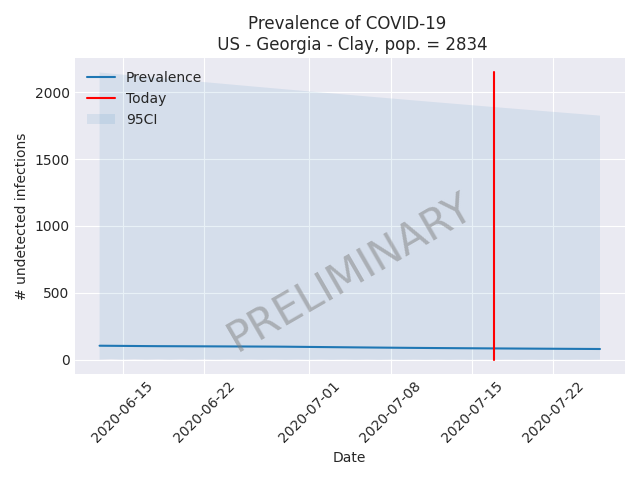 Prevalence of COVID-19
US - Georgia - Clay, pop. = 2834
Prevalence
Today
95CI
2000
1500
1000
500
0
# undetected infections
PRELIMINARY
2020-06-15
2020-06-22
2020-07-01
2020-07-08
2020-07-15
2020-07-22
Date